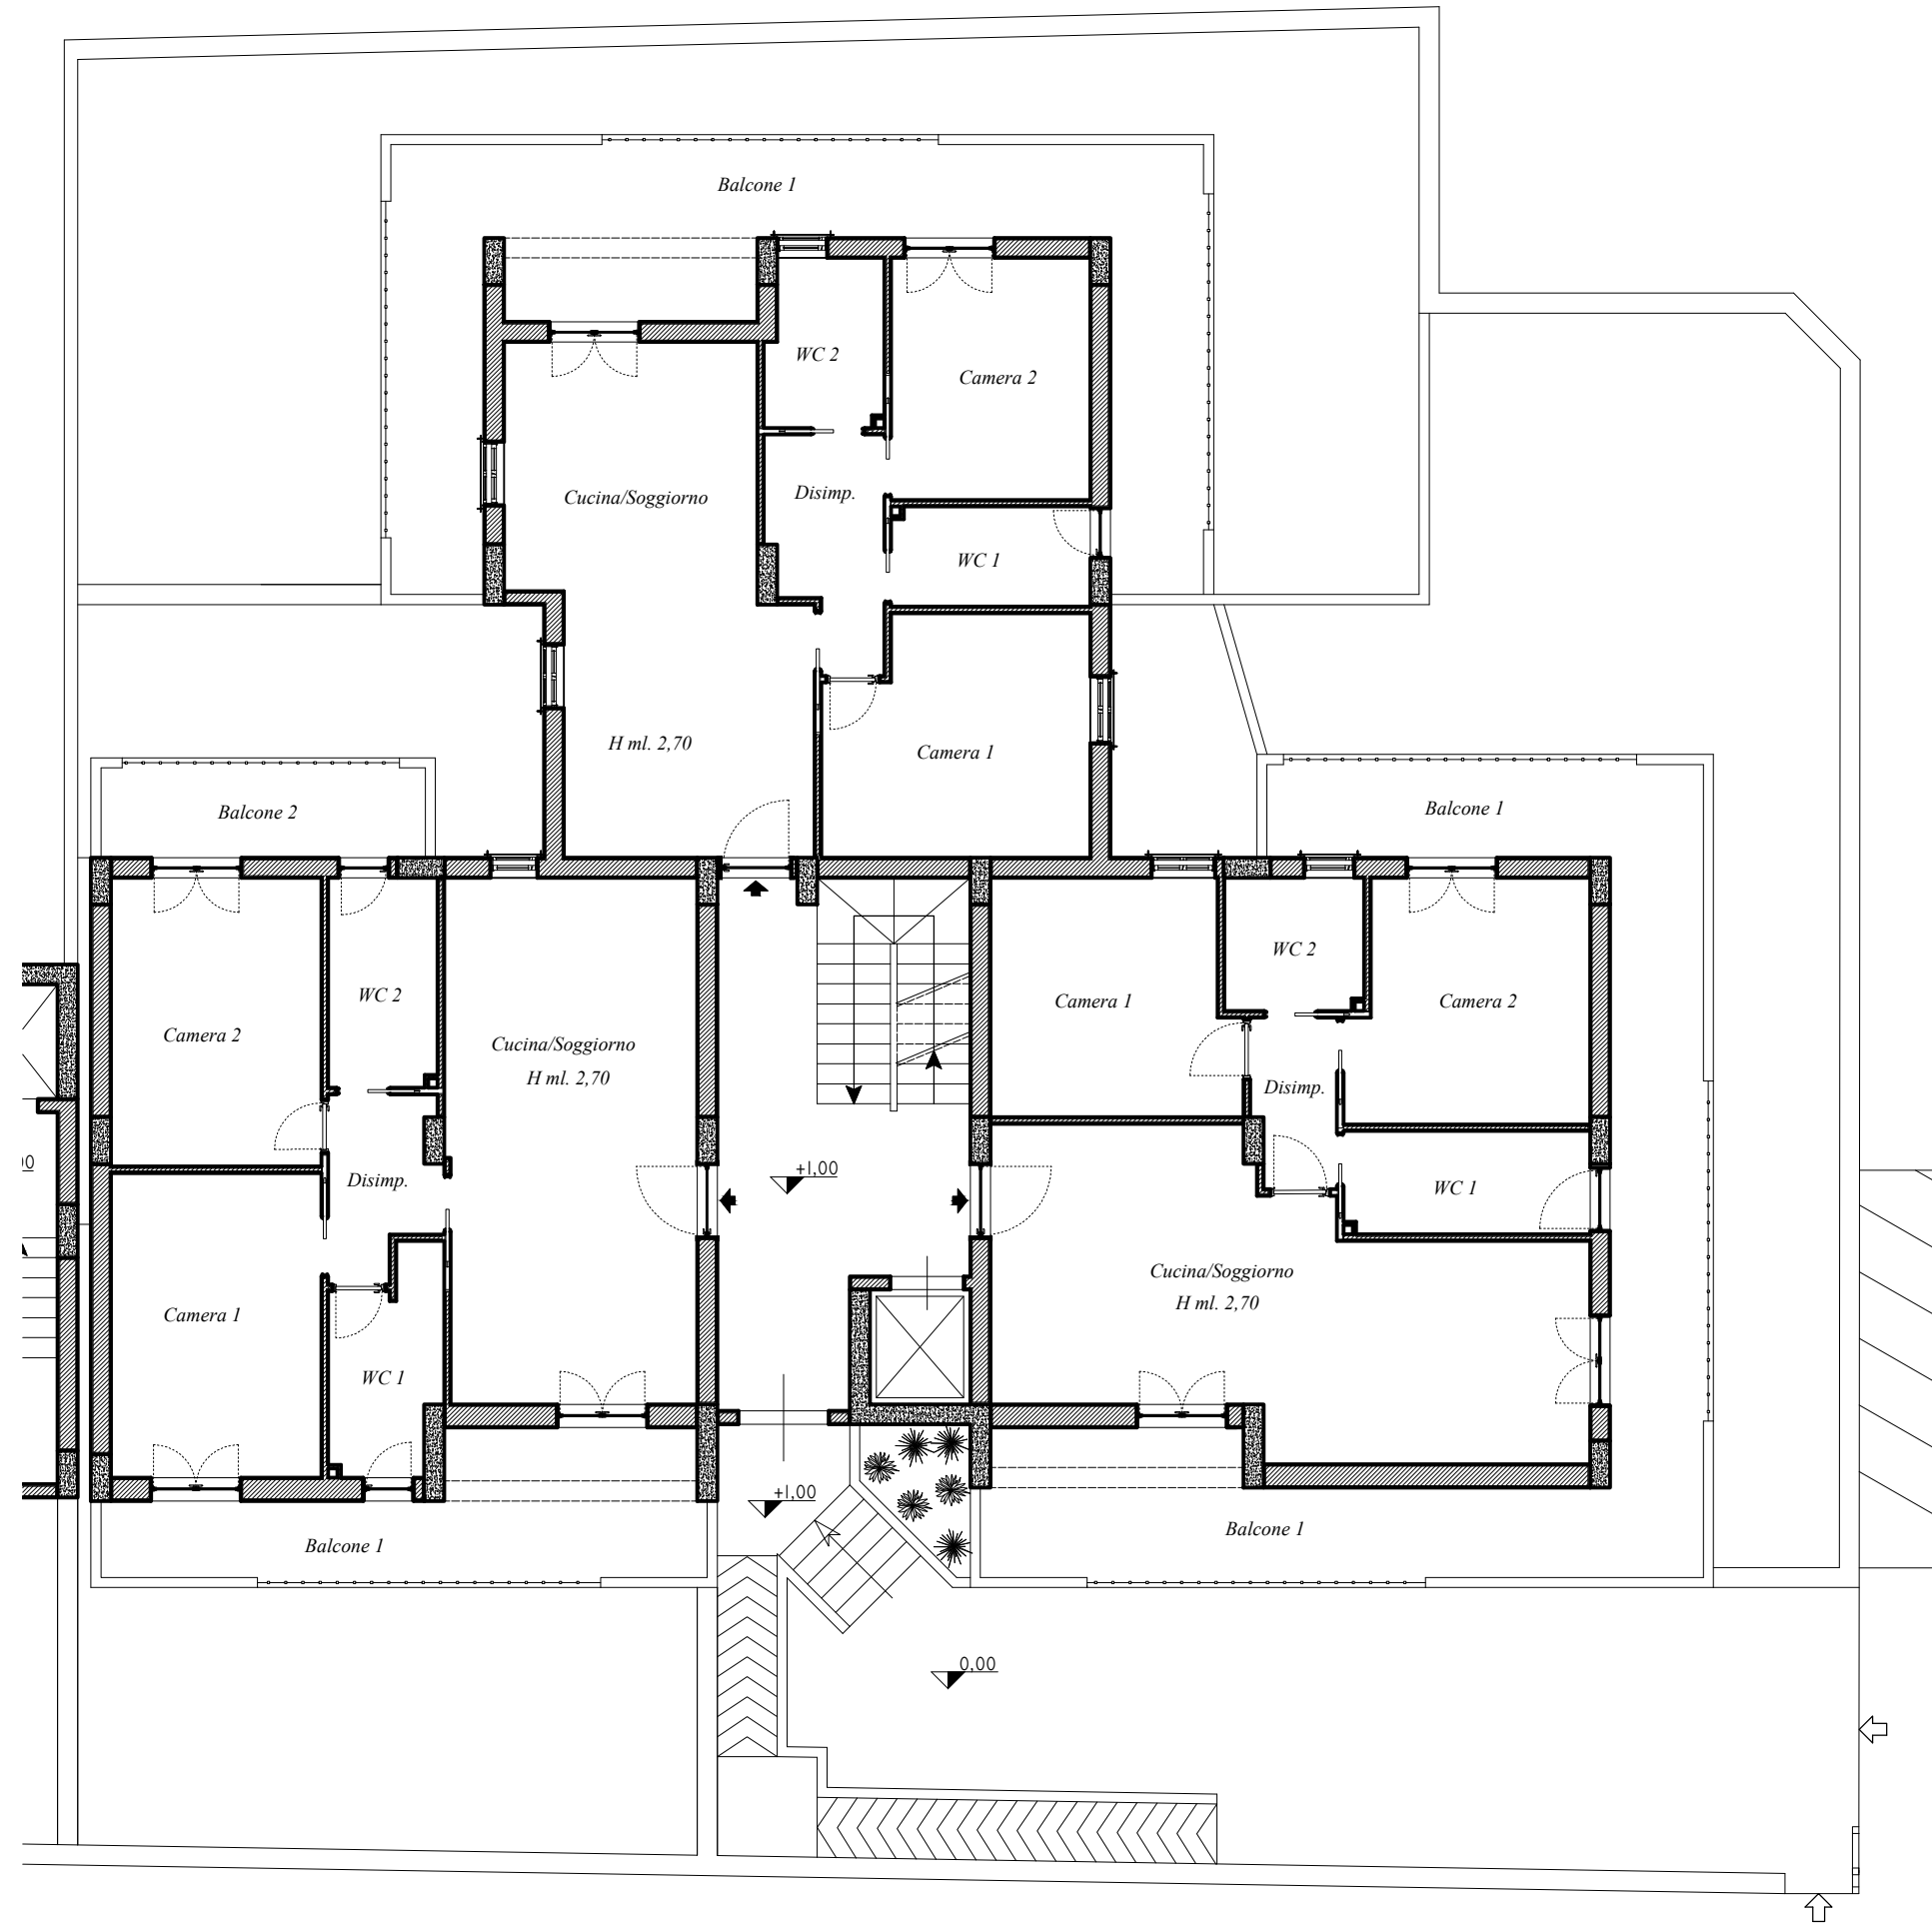 Balcone 1
WC 2
Camera 2
Cucina/Soggiorno
Disimp.
WC 1
H ml. 2,70
Camera 1
Balcone 2
Balcone 1
WC 2
Camera 2
Cucina/Soggiorno
H ml. 2,70
Disimp.
Camera 1
WC 1
Balcone 1
+1,00
+1,00
Camera 1
WC 2
Camera 2
Disimp.
WC 1
Cucina/Soggiorno
H ml. 2,70
Balcone 1
0,00